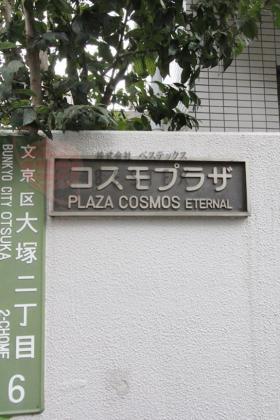 株式会社 ベステックス
コスモプラザ
PLAZA COSMOS ETERNAL
文京区大塚二丁目
6
BUNKYO CITY OTSUKA
2-CHOME